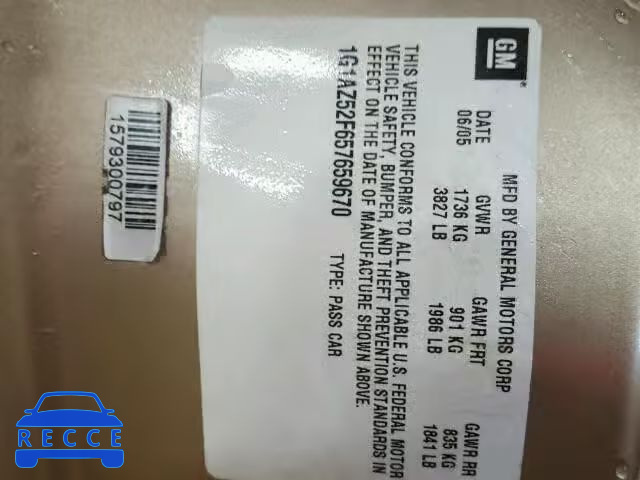 GM
MFD BY GENERAL MOTORS CORP
DATE GVWR GAWR FRT GAWR RR
06/05 1736 KG 901 KG 835 KG
3827 LB 1986 LB 1841 LB
THIS VEHICLE CONFORMS TO ALL APPLICABLE U.S. FEDERAL MOTOR
VEHICLE SAFETY, BUMPER, AND THEFT PREVENTION STANDARDS IN
EFFECT ON THE DATE OF MANUFACTURE SHOWN ABOVE.
1G1AZ52F657659670 TYPE: PASS CAR
1579300797
RECCE